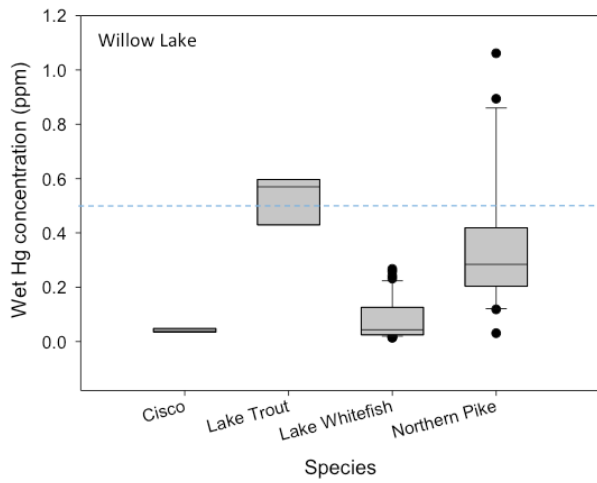 Willow Lake
Wet Hg concentration (ppm)
1.2
1.0
0.8
0.6
0.4
0.2
0.0
Cisco
Lake Trout
Lake Whitefish
Northern Pike
Species